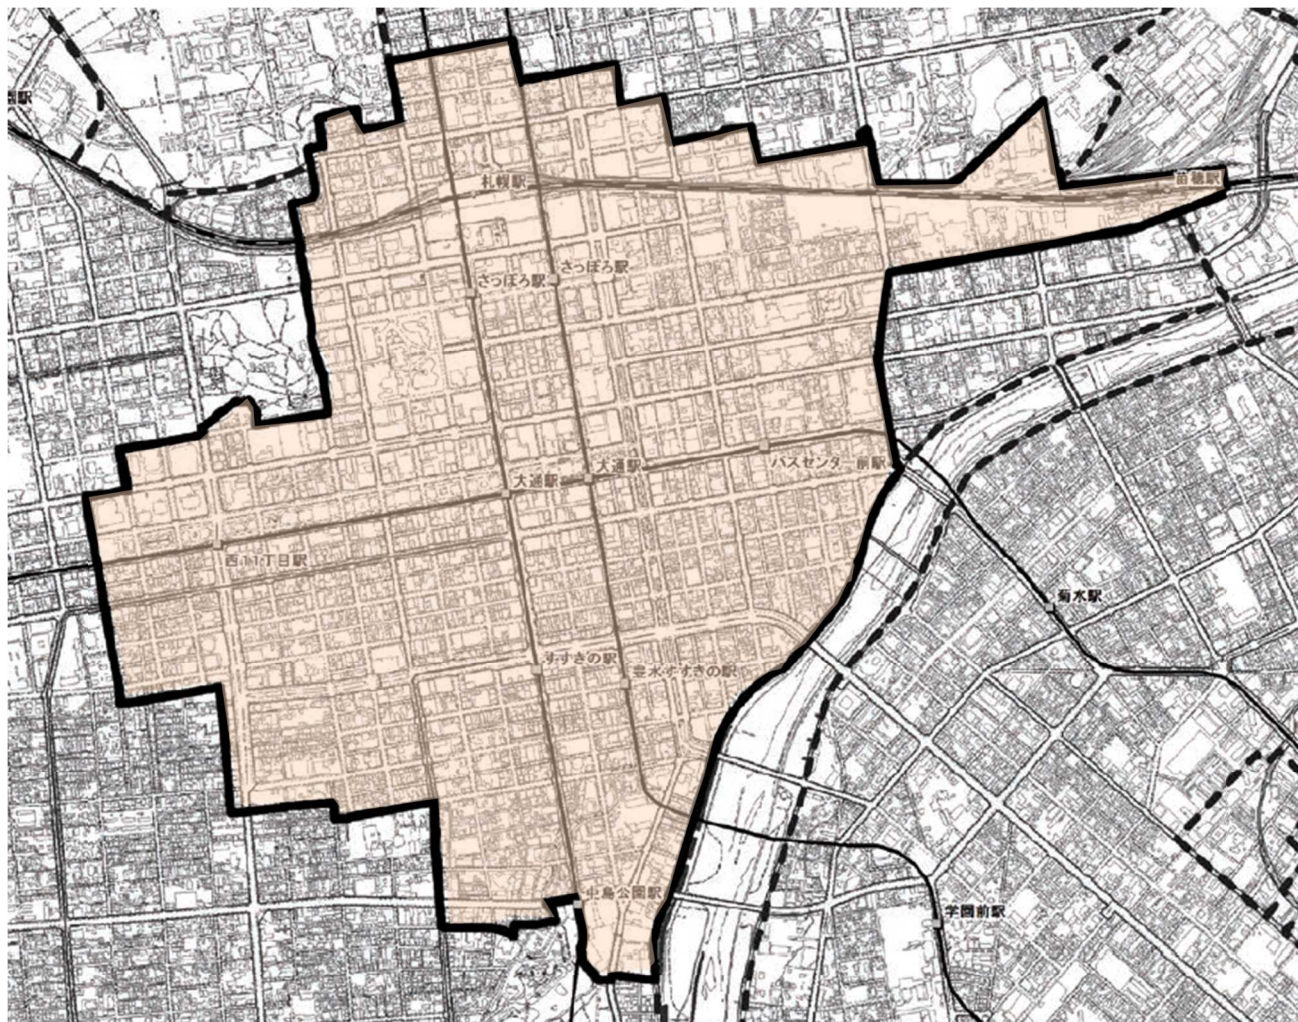 苗穂駅
札幌駅
さっぽろ駅
さっぽろ駅
大通駅
大通駅
バスセンター前駅
西11丁目駅
菊水駅
すすきの駅
豊水すすきの駅
中島公園駅
学園前駅